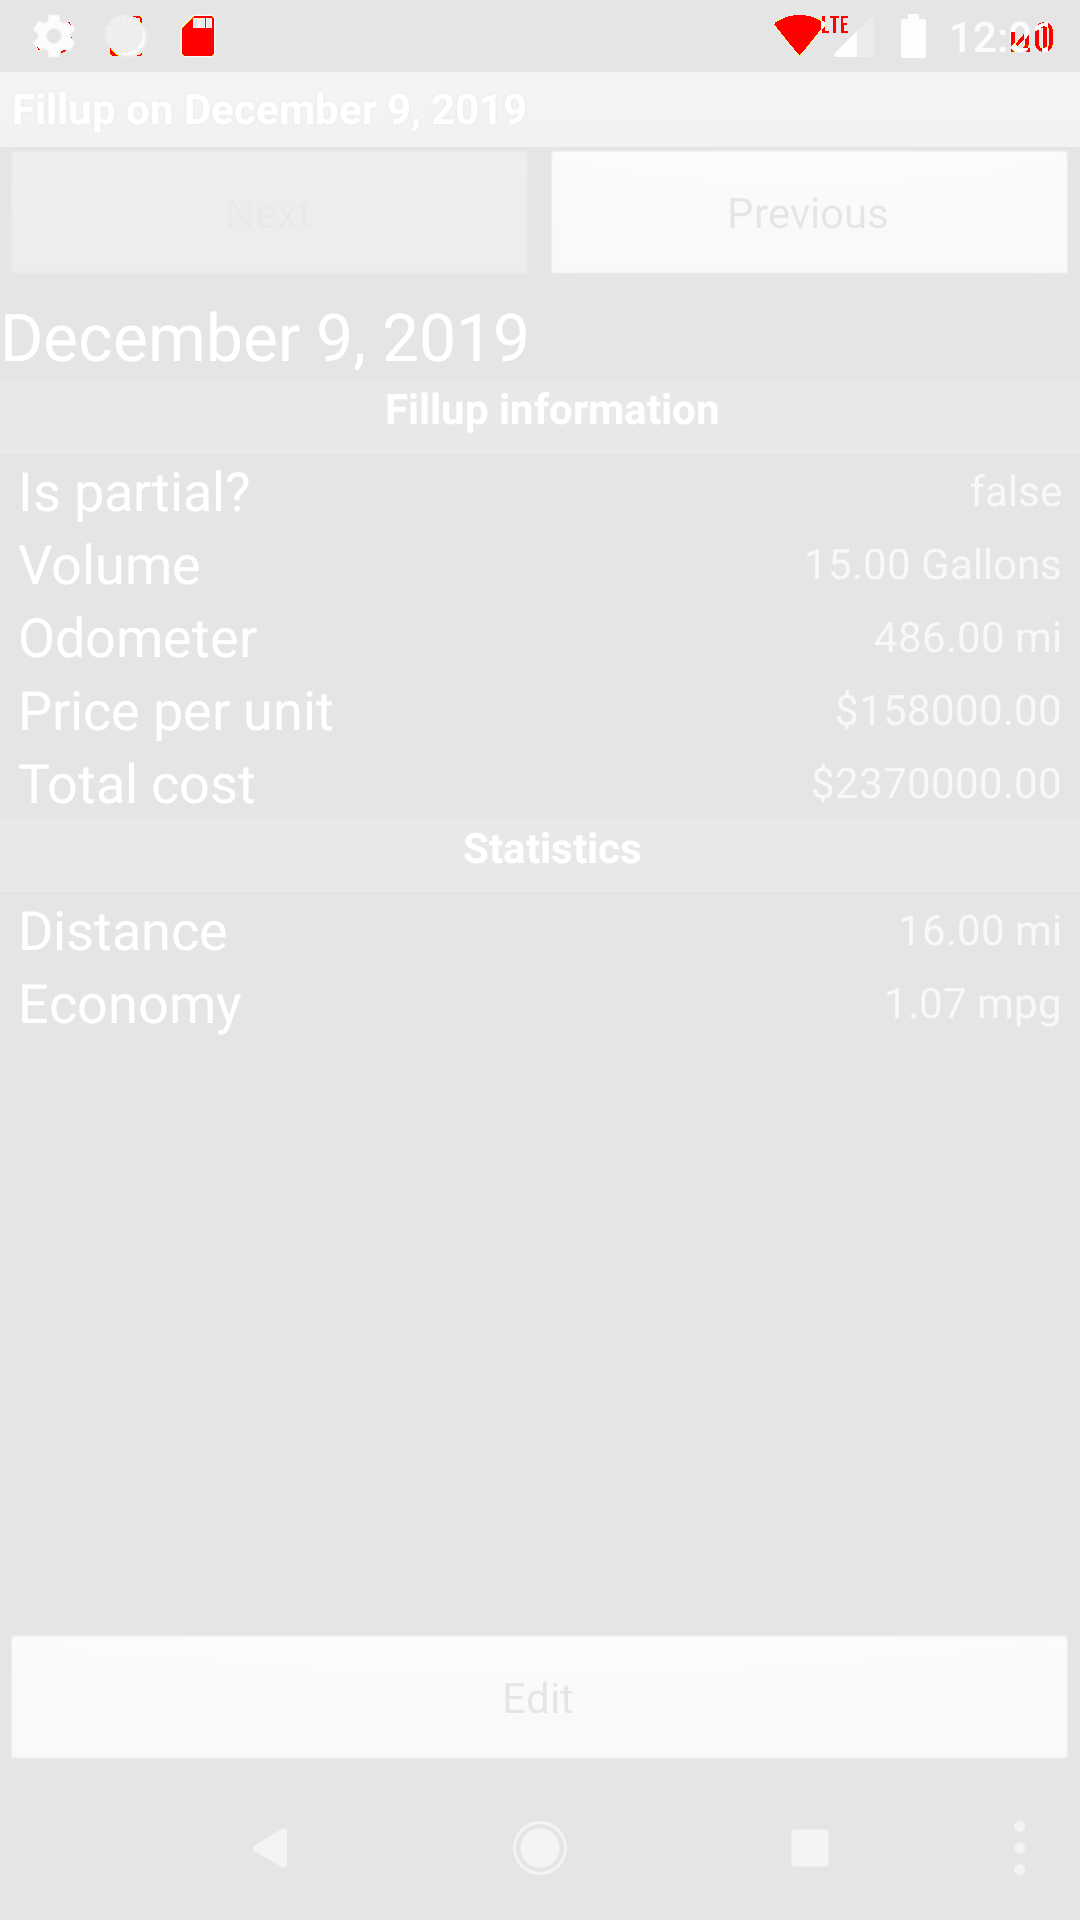 LTE
Fillup on December 9, 2019
Next Previous
December 9, 2019
Fillup information
Is partial? false
Volume 15.00 Gallons
Odometer 486.00 mi
Price per unit $158000.00
Total cost $2370000.00
Statistics
Distance 16.00 mi
Economy 1.07 mpg
Edit